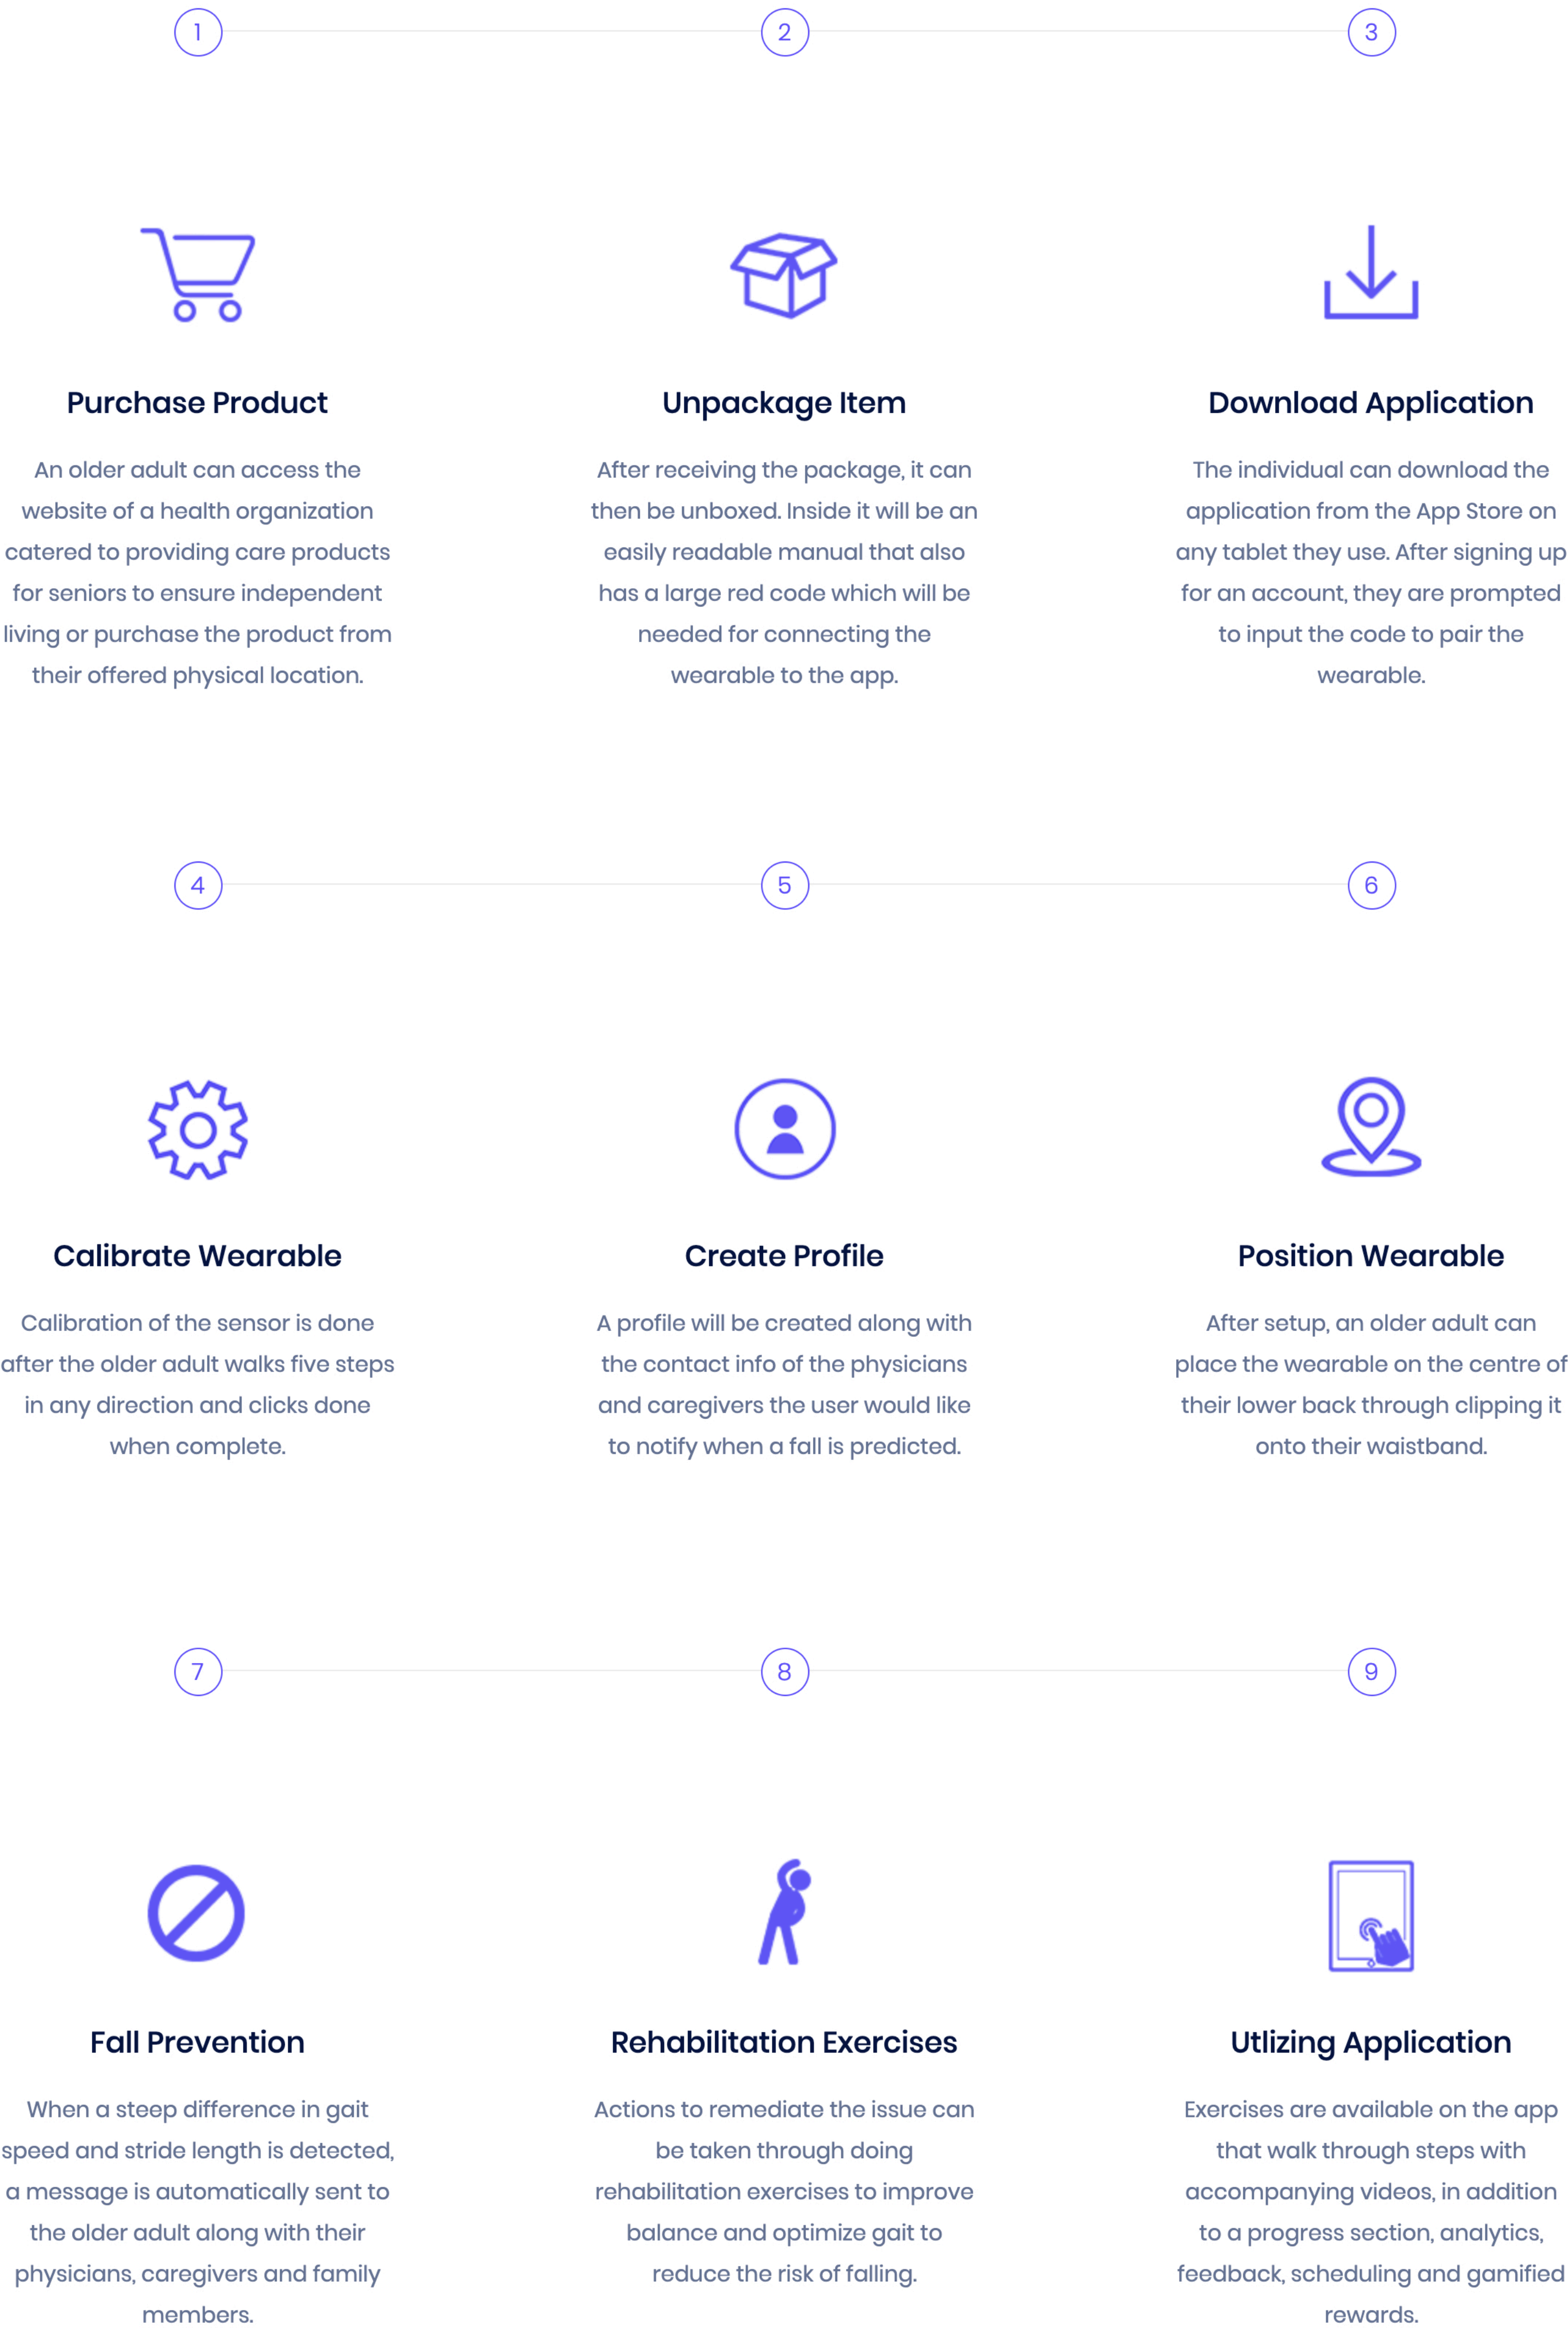 1
2
3
Purchase Product
An older adult can access the
website of a health organization
catered to providing care products
for seniors to ensure independent
living or purchase the product from
their offered physical location.
Unpackage Item
After receiving the package, it can
then be unboxed. Inside it will be an
easily readable manual that also
has a large red code which will be
needed for connecting the
wearable to the app.
Download Application
The individual can download the
application from the App Store on
any tablet they use. After signing up
for an account, they are prompted
to input the code to pair the
wearable.
4
5
6
Calibrate Wearable
Calibration of the sensor is done
after the older adult walks five steps
in any direction and clicks done
when complete.
Create Profile
A profile will be created along with
the contact info of the physicians
and caregivers the user would like
to notify when a fall is predicted.
Position Wearable
After setup, an older adult can
place the wearable on the centre of
their lower back through clipping it
onto their waistband.
7
8
9
Fall Prevention
When a steep difference in gait
speed and stride length is detected,
a message is automatically sent to
the older adult along with their
physicians, caregivers and family
members.
Rehabilitation Exercises
Actions to remediate the issue can
be taken through doing
rehabilitation exercises to improve
balance and optimize gait to
reduce the risk of falling.
Utlizing Application
Exercises are available on the app
that walk through steps with
accompanying videos, in addition
to a progress section, analytics,
feedback, scheduling and gamified
rewards.